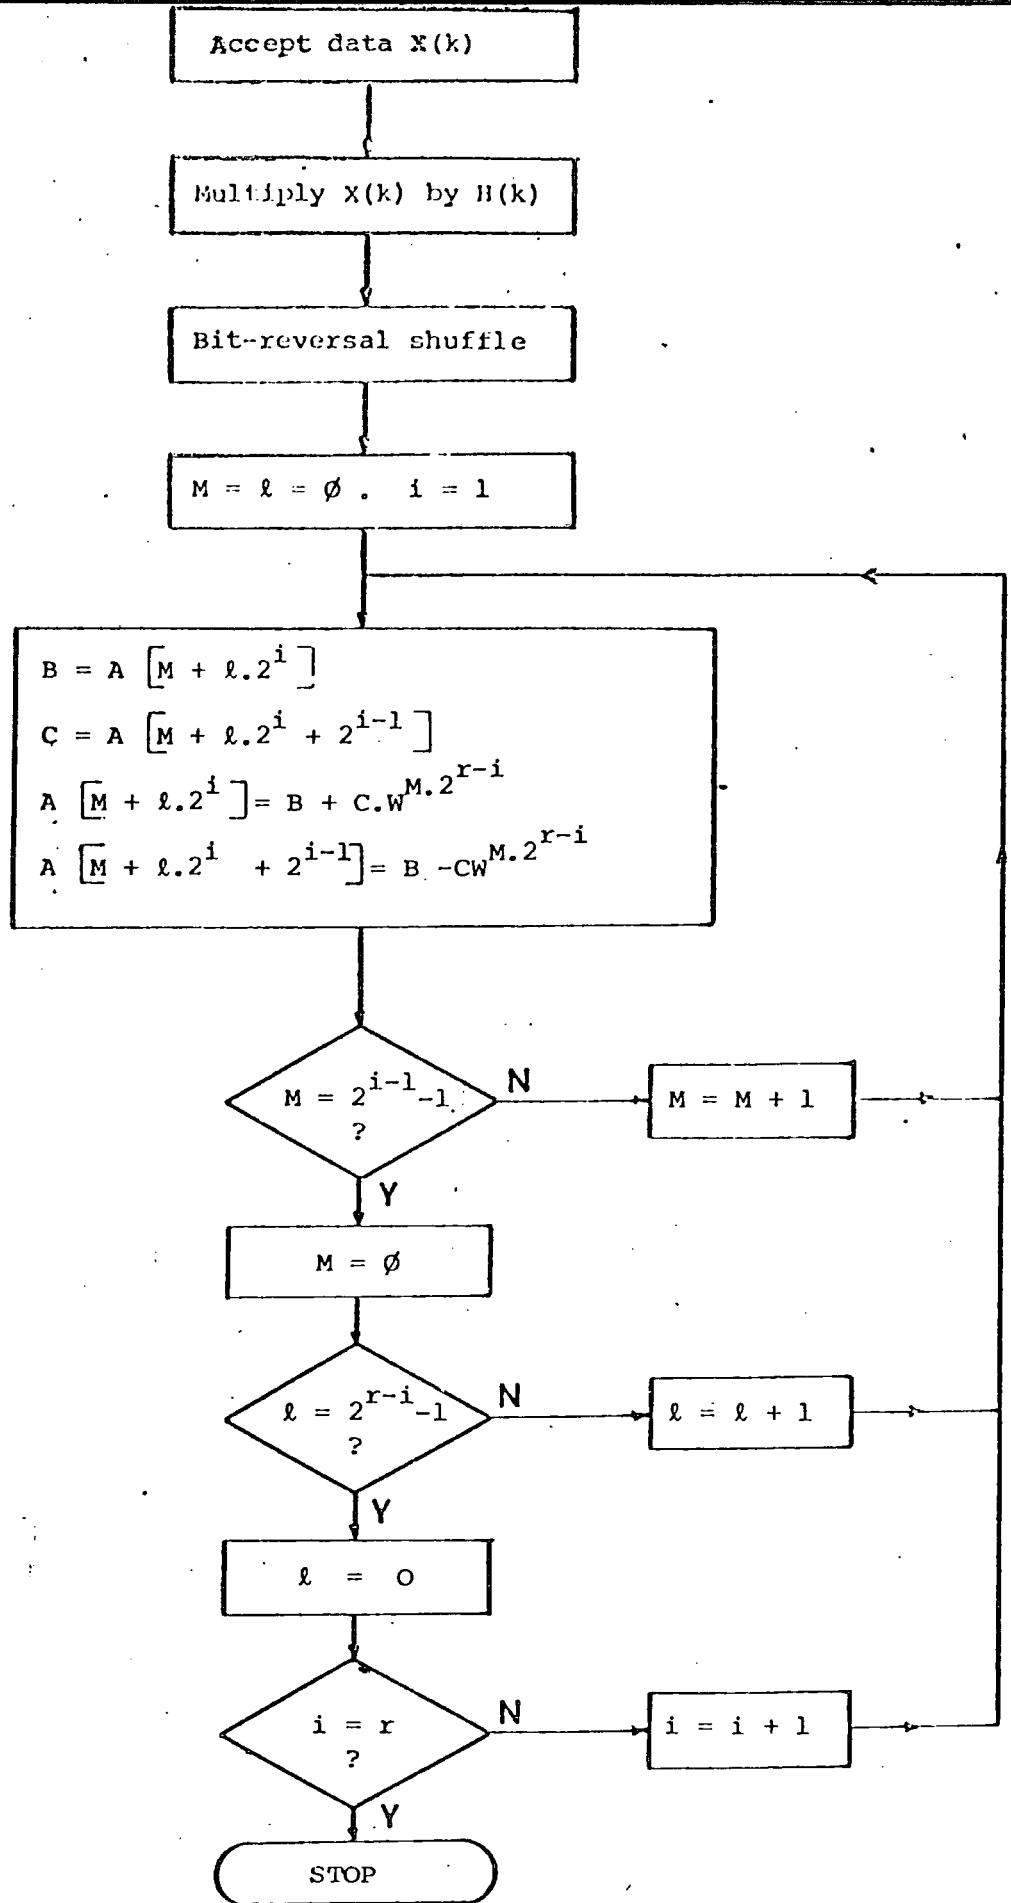 Accept data X(k)
Multiply X(k) by H(k)
Bit-reversal shuffle
M = ℓ = Ø . i = 1
B = A [M + ℓ.2^i]
C = A [M + ℓ.2^i + 2^{i-1}]
A [M + ℓ.2^i] = B + C.W^{M.2^{r-i}}
A [M + ℓ.2^i + 2^{i-1}] = B -CW^{M.2^{r-i}}
M = 2^{i-1}-1
?
N
M = M + 1
Y
M = Ø
ℓ = 2^{r-i}-1
?
N
ℓ = ℓ + 1
Y
ℓ = O
i = r
?
N
i = i + 1
Y
STOP